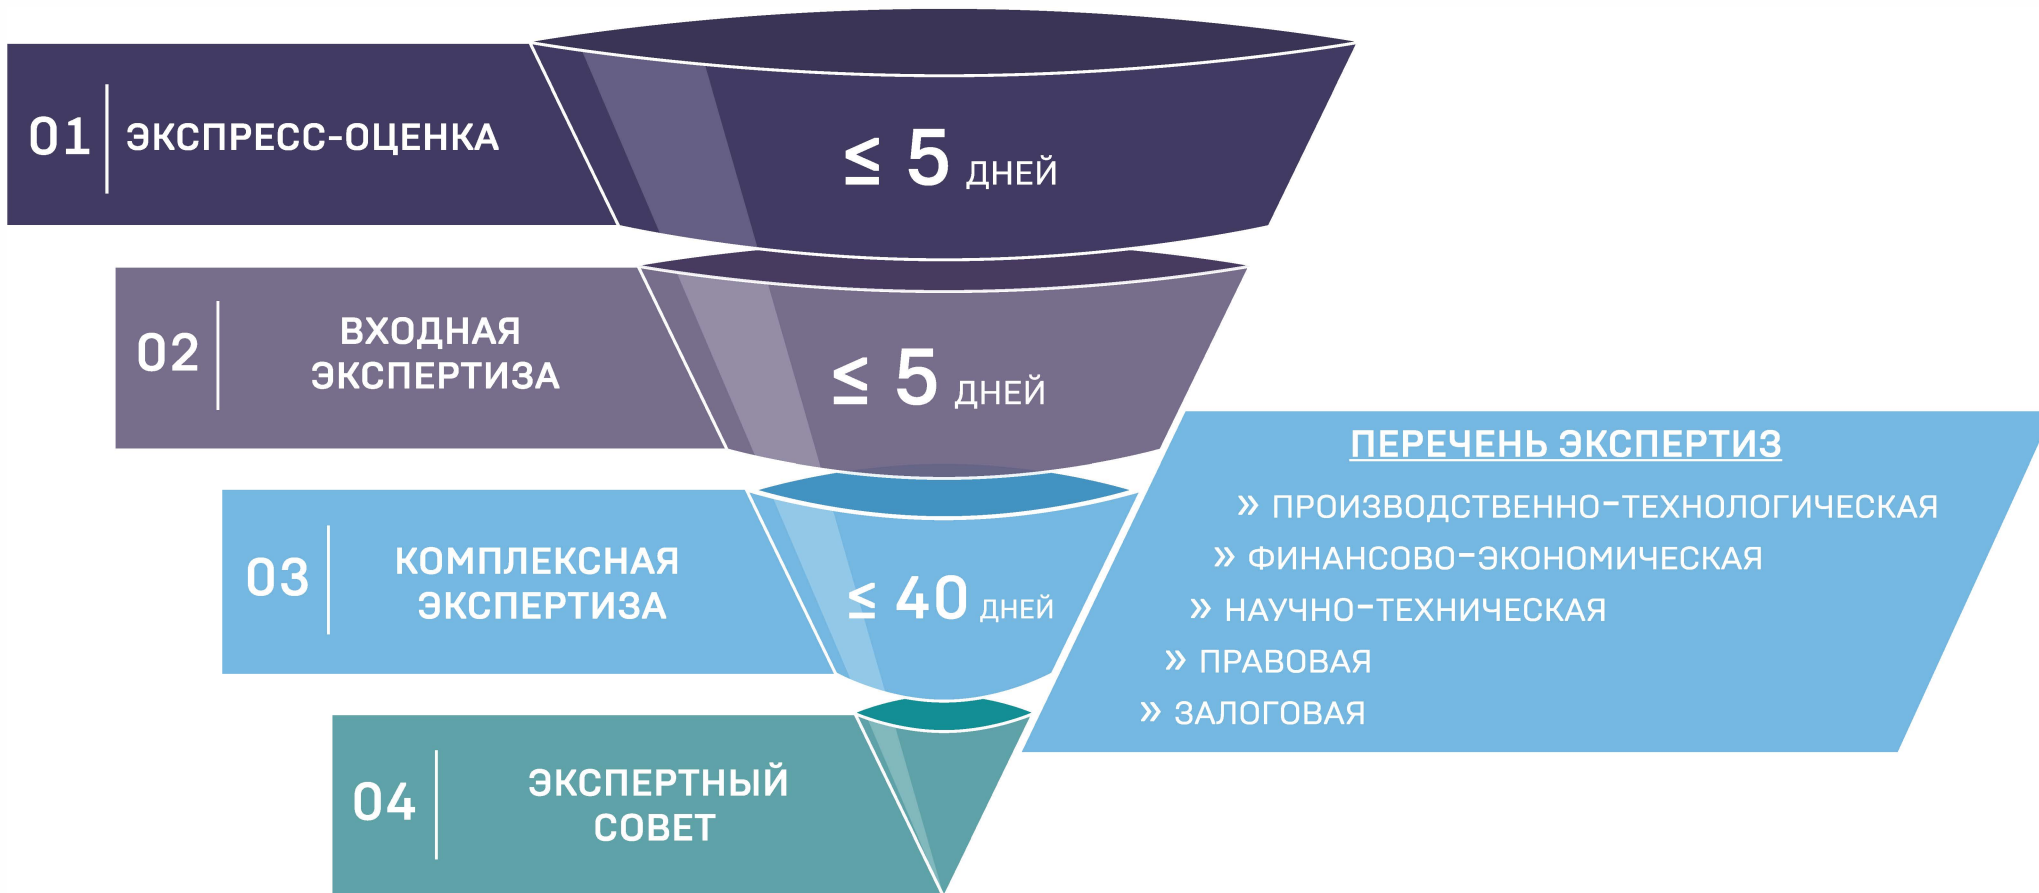 01
ЭКСПРЕСС-ОЦЕНКА
≤ 5 ДНЕЙ
02
ВХОДНАЯ
ЭКСПЕРТИЗА
≤ 5 ДНЕЙ
03
КОМПЛЕКСНАЯ
ЭКСПЕРТИЗА
≤ 40 ДНЕЙ
ПЕРЕЧЕНЬ ЭКСПЕРТИЗ
» ПРОИЗВОДСТВЕННО-ТЕХНОЛОГИЧЕСКАЯ
» ФИНАНСОВО-ЭКОНОМИЧЕСКАЯ
» НАУЧНО-ТЕХНИЧЕСКАЯ
» ПРАВОВАЯ
» ЗАЛОГОВАЯ
04
ЭКСПЕРТНЫЙ
СОВЕТ